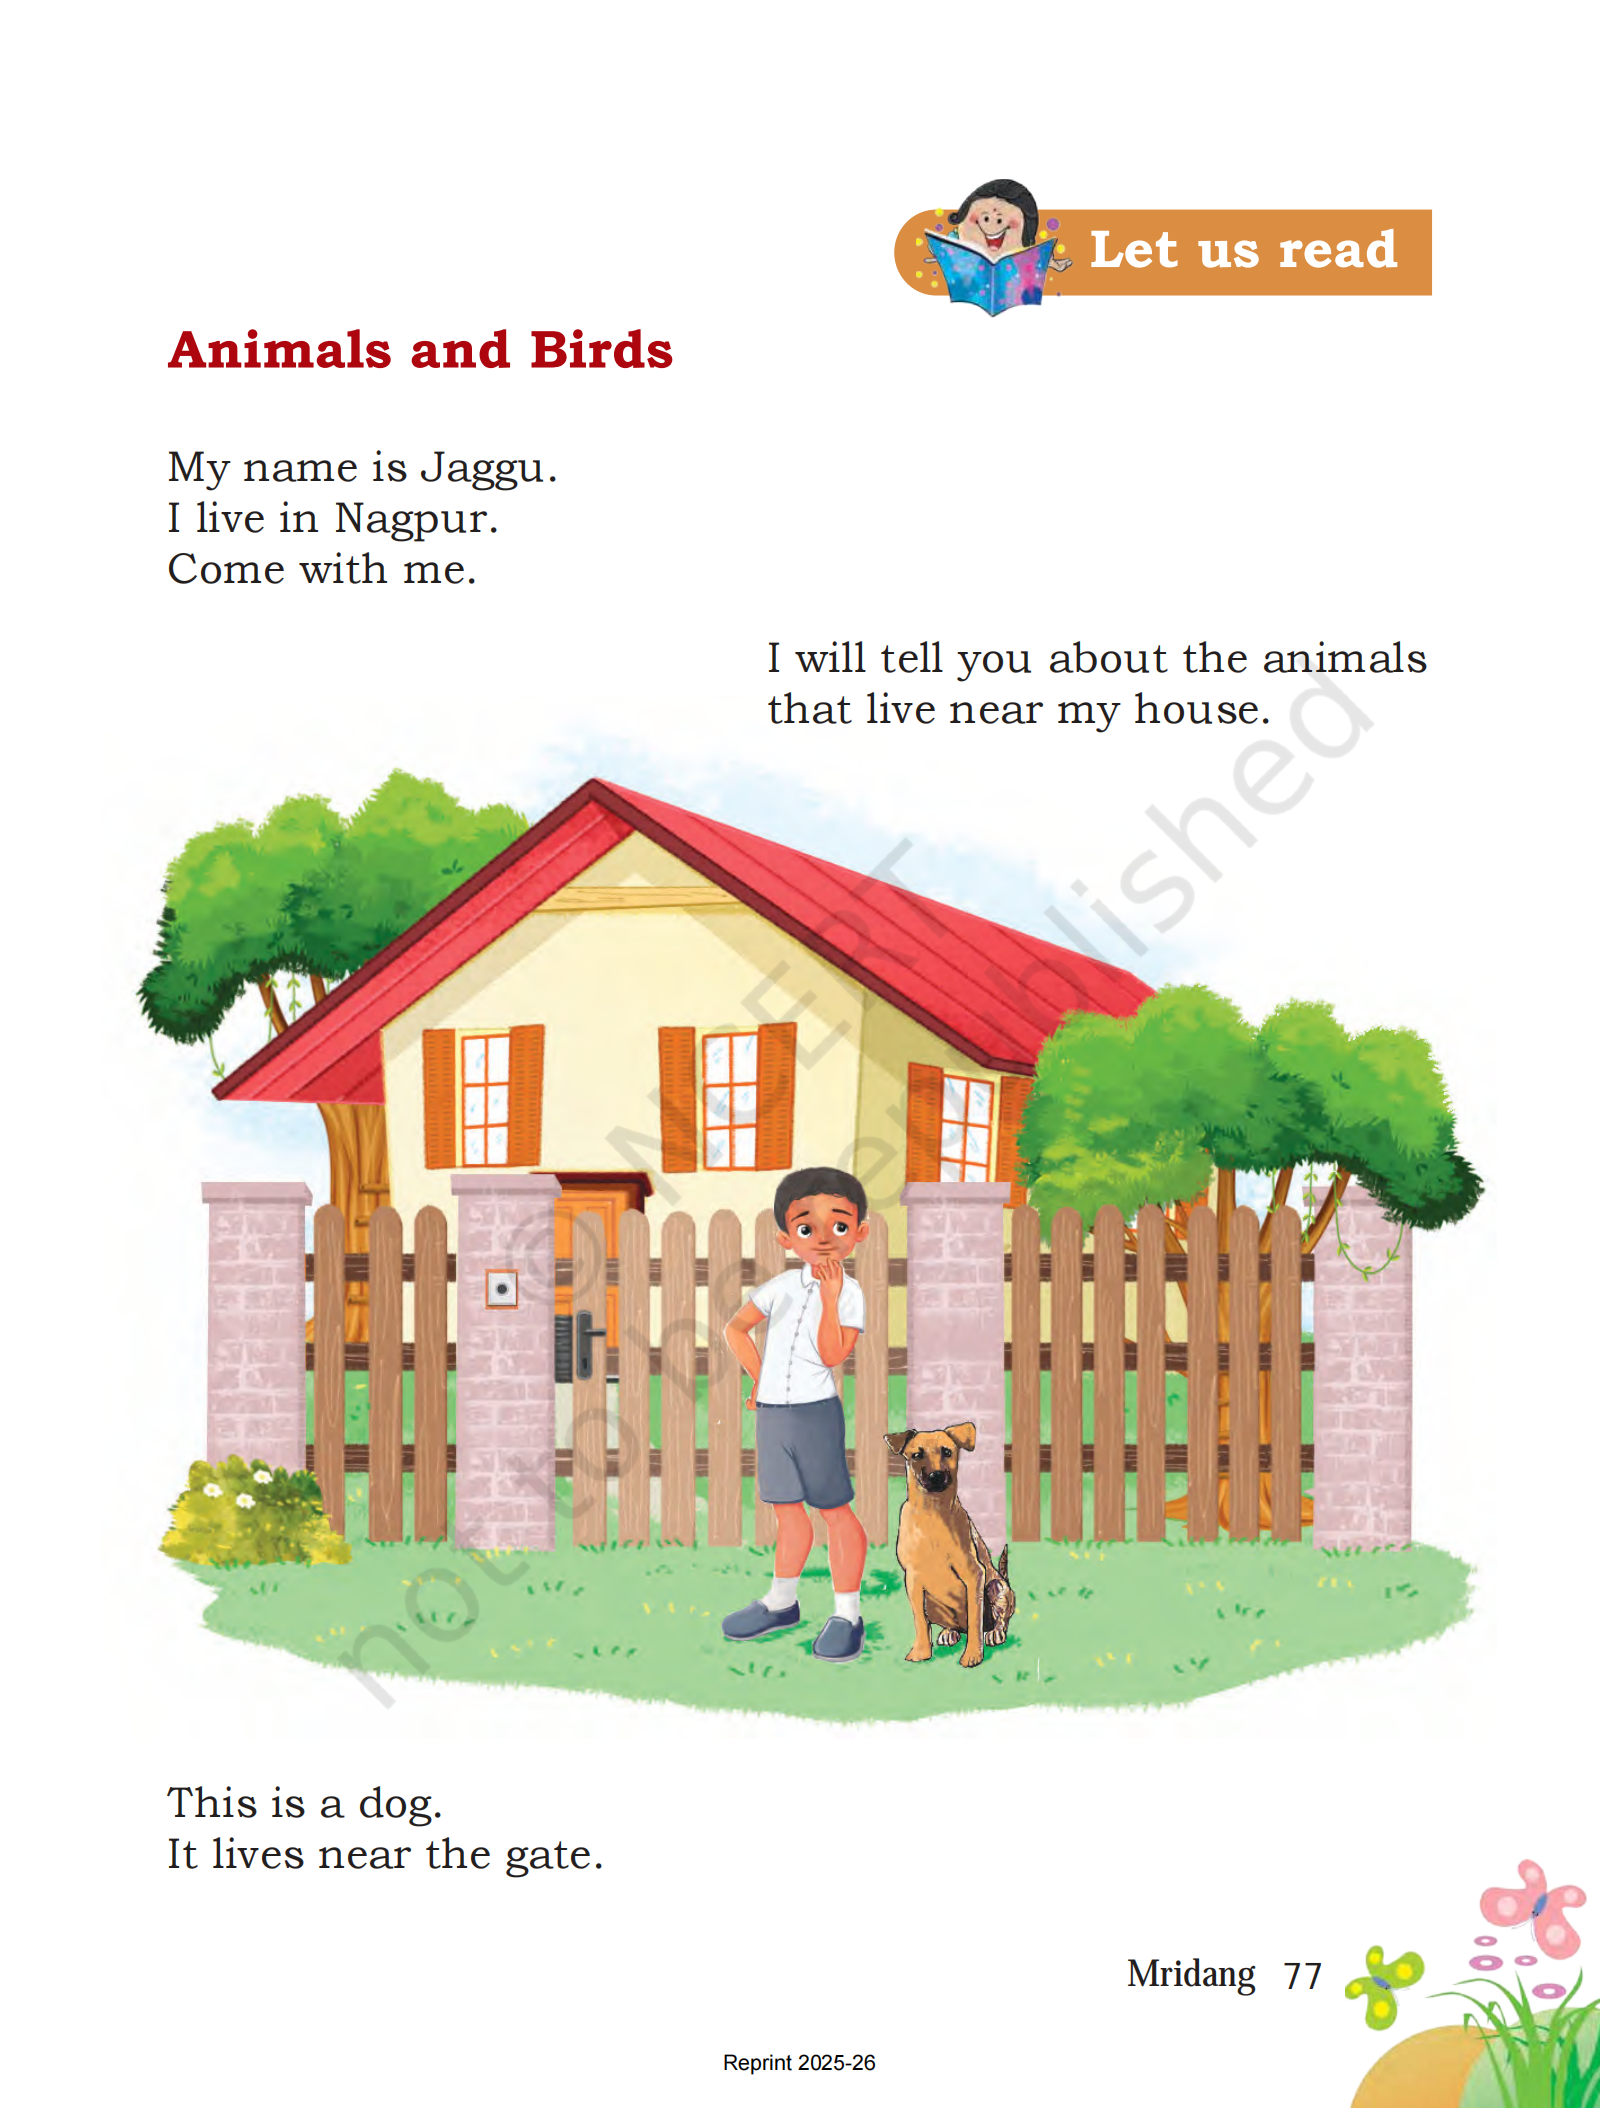 Let us read
Animals and Birds
My name is Jaggu.
I live in Nagpur.
Come with me.
I will tell you about the animals
that live near my house.
© NCERT
not to be republished
This is a dog.
It lives near the gate.
Mridang 77
Reprint 2025-26